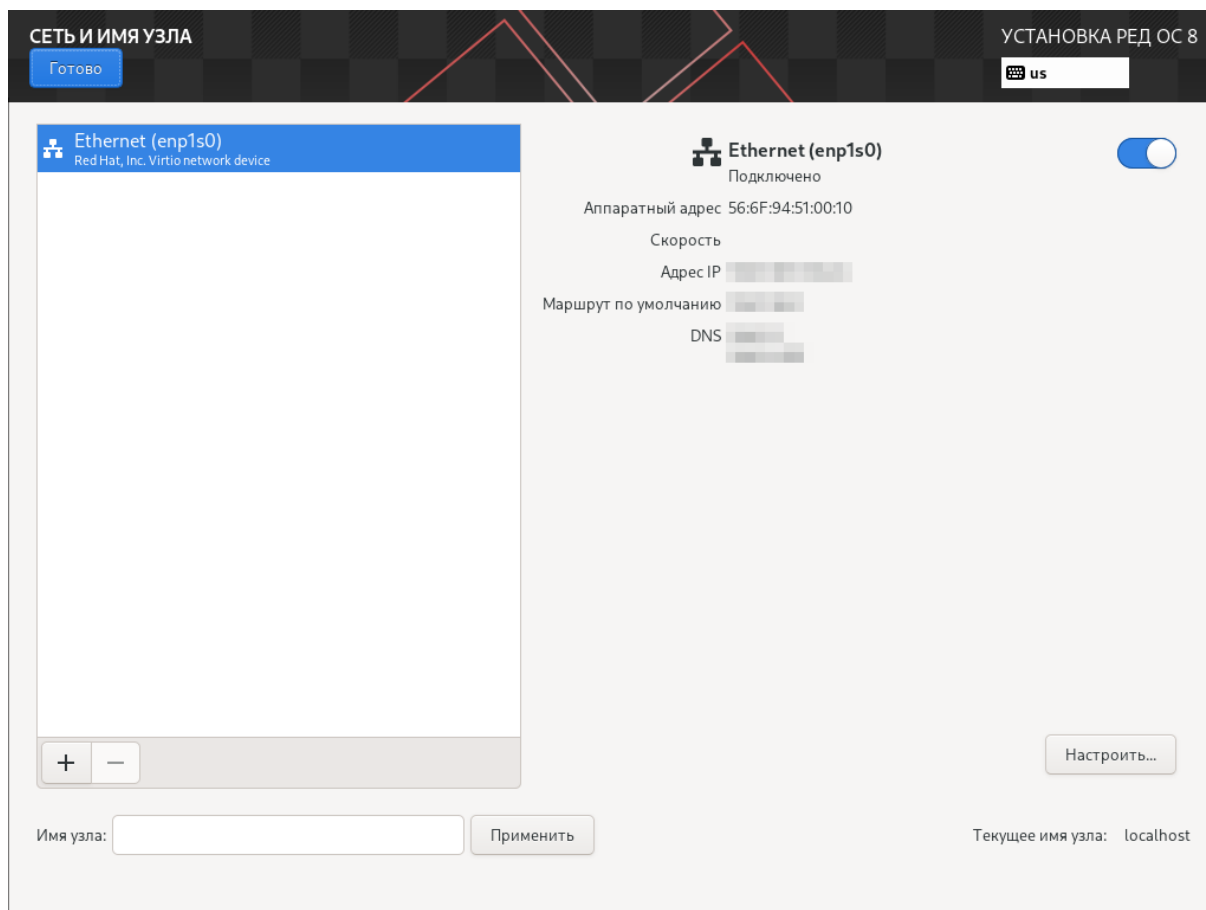 СЕТЬ И ИМЯ УЗЛА
Готово
УСТАНОВКА РЕД ОС 8
us
Ethernet (enp1s0)
Red Hat, Inc. Virtio network device
Ethernet (enp1s0)
Подключено
Аппаратный адрес 56:6F:94:51:00:10
Скорость
Адрес IP
Маршрут по умолчанию
DNS
Настроить...
Имя узла:
Применить
Текущее имя узла: localhost